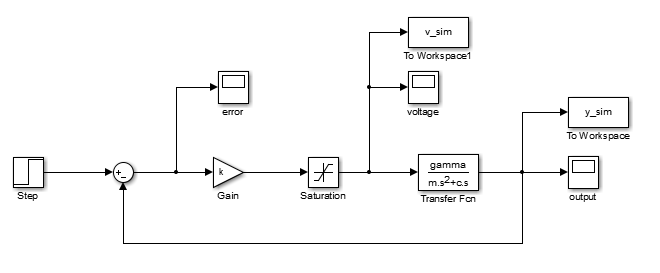 v_sim
To Workspace1
error
voltage
y_sim
To Workspace
Step
+
_
k
Gain
Saturation
gamma
m.s²+c.s
Transfer Fcn
output